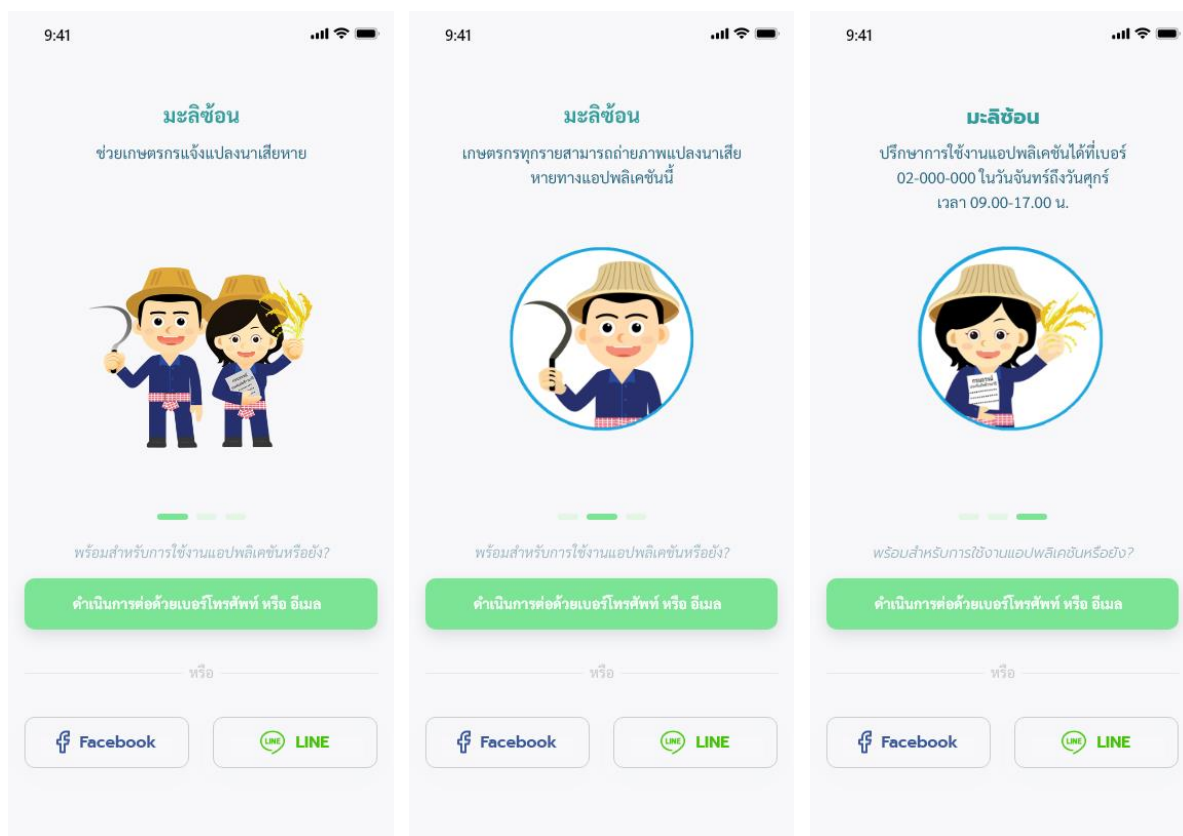 9:41
มะลิซ้อน
ช่วยเกษตรกรแจ้งแปลงนาเสียหาย
พร้อมสำหรับการใช้งานแอปพลิเคชันหรือยัง?
ดำเนินการต่อด้วยเบอร์โทรศัพท์ หรือ อีเมล
หรือ
Facebook
LINE LINE
9:41
มะลิซ้อน
เกษตรกรทุกรายสามารถถ่ายภาพแปลงนาเสีย
หายทางแอปพลิเคชันนี้
พร้อมสำหรับการใช้งานแอปพลิเคชันหรือยัง?
ดำเนินการต่อด้วยเบอร์โทรศัพท์ หรือ อีเมล
หรือ
Facebook
LINE LINE
9:41
มะลิซ้อน
ปรึกษาการใช้งานแอปพลิเคชันได้ที่เบอร์
02-000-000 ในวันจันทร์ถึงวันศุกร์
เวลา 09.00-17.00 น.
พร้อมสำหรับการใช้งานแอปพลิเคชันหรือยัง?
ดำเนินการต่อด้วยเบอร์โทรศัพท์ หรือ อีเมล
หรือ
Facebook
LINE LINE